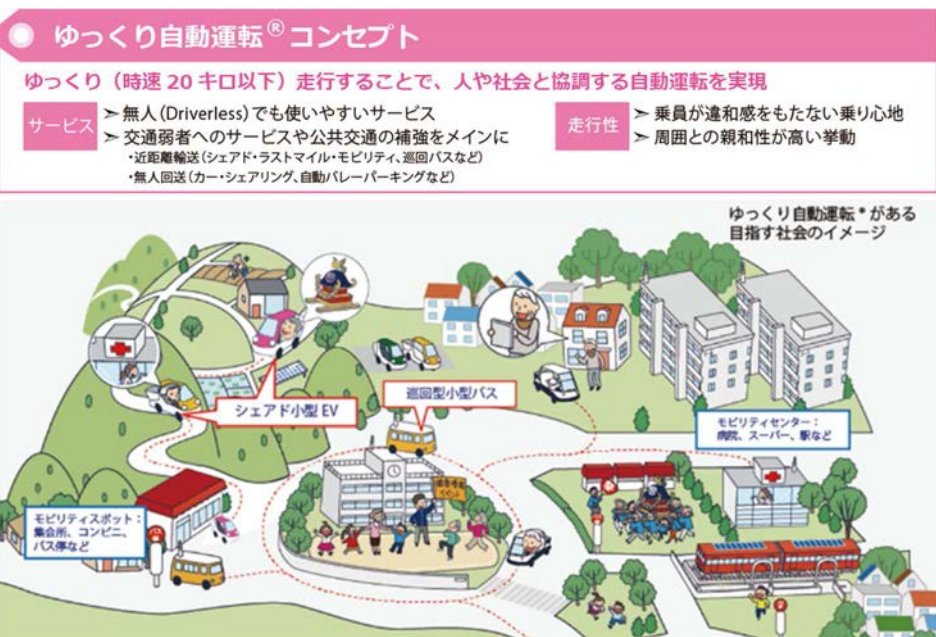 ゆっくり自動運転®コンセプト
ゆっくり（時速 20 キロ以下）走行することで、人や社会と協調する自動運転を実現
サービス
➢ 無人（Driverless）でも使いやすいサービス
➢ 交通弱者へのサービスや公共交通の補強をメインに
・近距離輸送（シェアド・ラストマイル・モビリティ、巡回バスなど）
・無人回送（カー・シェアリング、自動バレーパーキングなど）
走行性
➢ 乗員が違和感をもたない乗り心地
➢ 周囲との親和性が高い挙動
ゆっくり自動運転®がある
目指す社会のイメージ
シェアド小型 EV
巡回型小型バス
モビリティセンター：
病院、スーパー、駅など
モビリティスポット：
集会所、コンビニ、
バス停など
イベント